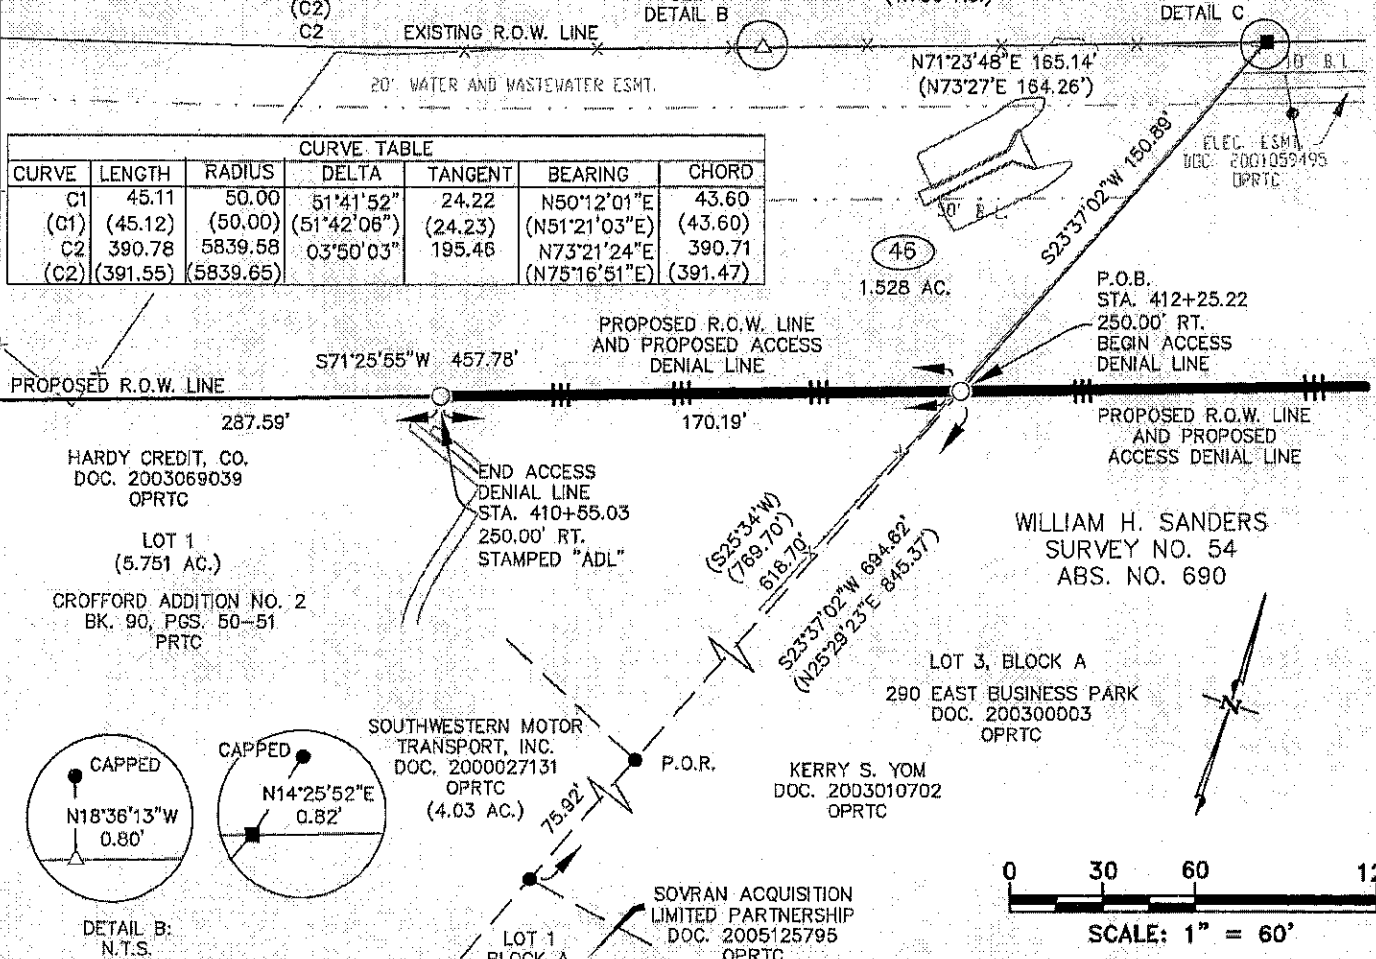 (C2)
C2
EXISTING R.O.W. LINE
DETAIL B
DETAIL C
N71°23'48"E 165.14'
(N73°27'E 164.26')
20' WATER AND WASTEWATER ESMT.
10' B.L.
ELEC. ESMT.
DOC. 2001059495
OPRTC
CURVE TABLE
CURVE LENGTH RADIUS DELTA TANGENT BEARING CHORD
C1 45.11 50.00 51°41'52" 24.22 N50°12'01"E 43.60
(C1) (45.12) (50.00) (51°42'06") (24.23) (N51°21'03"E) (43.60)
C2 390.78 5839.58 03°50'03" 195.46 N73°21'24"E 390.71
(C2) (391.55) (5839.65) (N75°16'51"E) (391.47)
50' B.L.
S23°37'02"W 150.89'
46
1.528 AC.
P.O.B.
STA. 412+25.22
250.00' RT.
BEGIN ACCESS
DENIAL LINE
PROPOSED R.O.W. LINE
AND PROPOSED ACCESS
DENIAL LINE
S71°25'55"W 457.78'
PROPOSED R.O.W. LINE
287.59'
170.19'
PROPOSED R.O.W. LINE
AND PROPOSED
ACCESS DENIAL LINE
HARDY CREDIT, CO.
DOC. 2003069039
OPRTC
LOT 1
(5.751 AC.)
CROFFORD ADDITION NO. 2
BK. 90, PGS. 50-51
PRTC
END ACCESS
DENIAL LINE
STA. 410+55.03
250.00' RT.
STAMPED "ADL"
(S25°34'W)
(769.70')
618.70'
S23°37'02"W 694.62'
(N25°29'23"E 845.37')
WILLIAM H. SANDERS
SURVEY NO. 54
ABS. NO. 690
LOT 3, BLOCK A
290 EAST BUSINESS PARK
DOC. 200300003
OPRTC
N
SOUTHWESTERN MOTOR
TRANSPORT, INC.
DOC. 2000027131
OPRTC
(4.03 AC.)
P.O.R.
75.92'
KERRY S. YOM
DOC. 2003010702
OPRTC
CAPPED
N18°36'13"W
0.80'
DETAIL B:
N.T.S.
CAPPED
N14°25'52"E
0.82'
LOT 1
BLOCK A
SOVRAN ACQUISITION
LIMITED PARTNERSHIP
DOC. 2005125795
OPRTC
0 30 60
SCALE: 1" = 60'